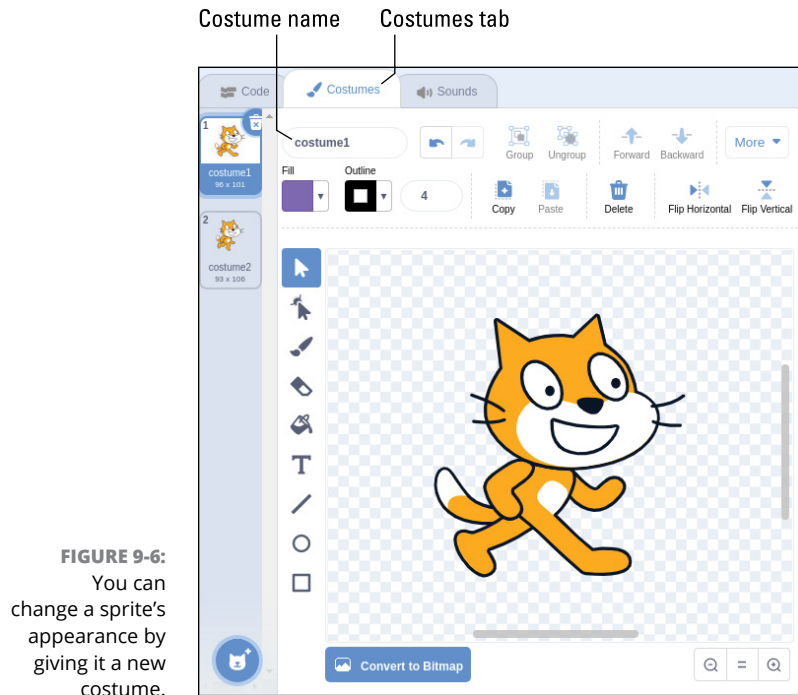 Costume name Costumes tab
Code Costumes Sounds
1
costume1
96 x 101
2
costume2
93 x 106
costume1
Group Ungroup Forward Backward More
Fill Outline
4
Copy Paste Delete Flip Horizontal Flip Vertical
T
Convert to Bitmap
=
FIGURE 9-6:
You can
change a sprite’s
appearance by
giving it a new
costume.